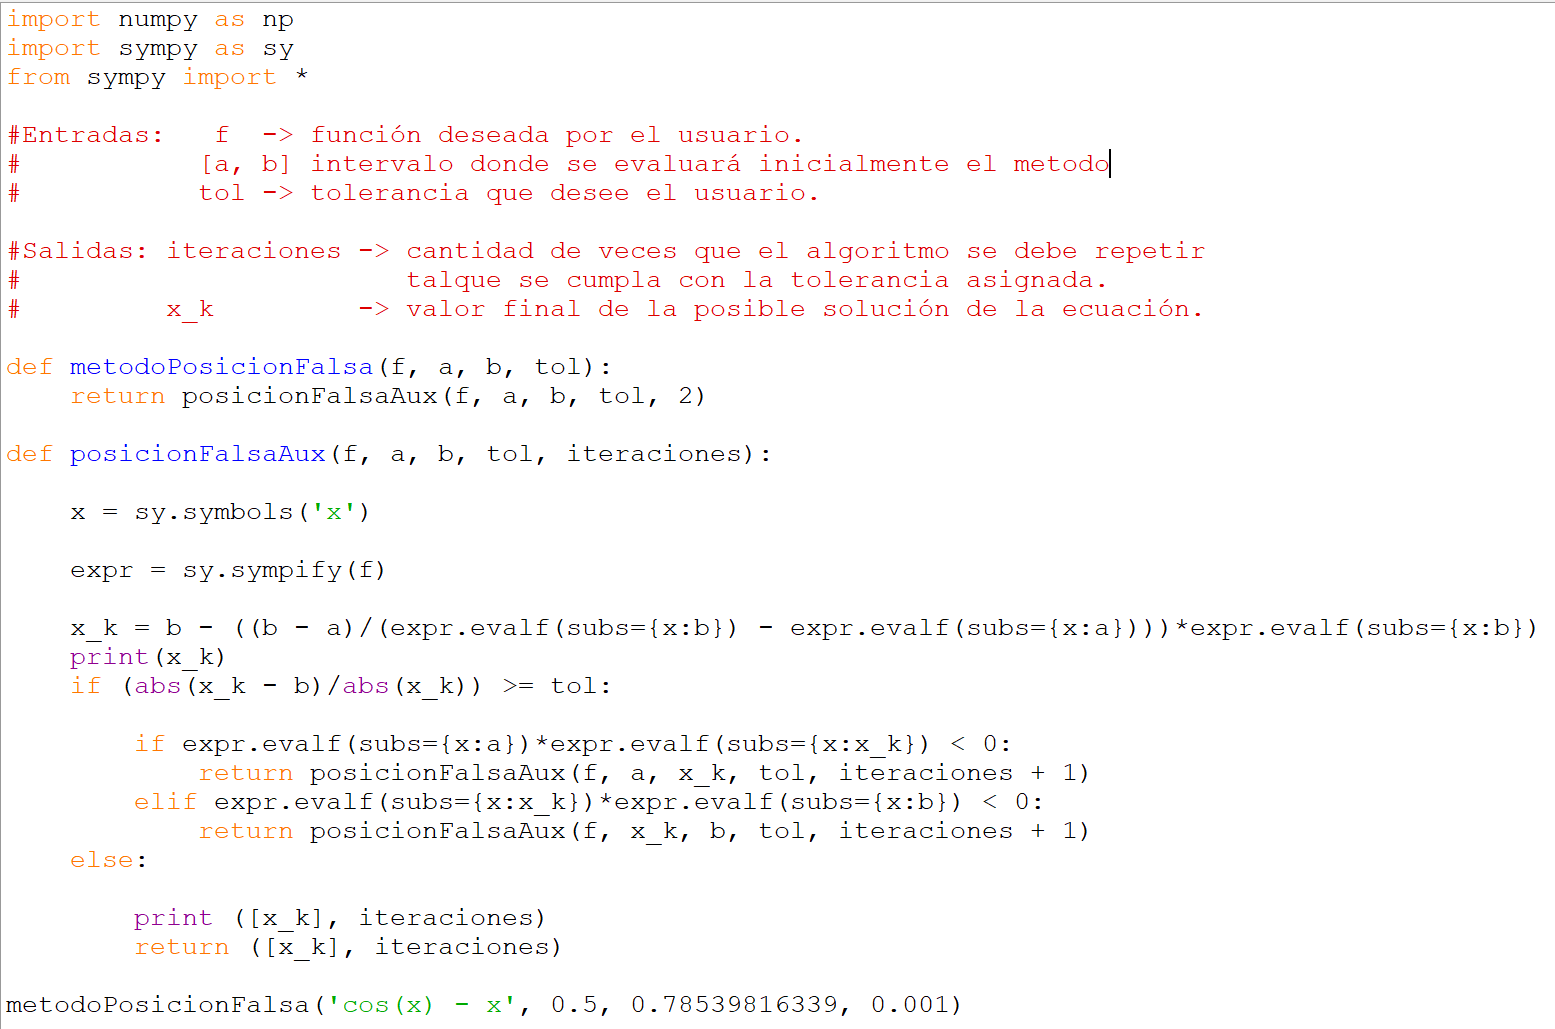 import numpy as np
import sympy as sy
from sympy import *
#Entradas:   f  -> función deseada por el usuario.
#           [a, b] intervalo donde se evaluará inicialmente el metodo
#           tol -> tolerancia que desee el usuario.
#Salidas: iteraciones -> cantidad de veces que el algoritmo se debe repetir
#                        talque se cumpla con la tolerancia asignada.
#         x_k         -> valor final de la posible solución de la ecuación.
def metodoPosicionFalsa(f, a, b, tol):
    return posicionFalsaAux(f, a, b, tol, 2)
def posicionFalsaAux(f, a, b, tol, iteraciones):
    x = sy.symbols('x')
    expr = sy.sympify(f)
    x_k = b - ((b - a)/(expr.evalf(subs={x:b}) - expr.evalf(subs={x:a})))*expr.evalf(subs={x:b})
    print(x_k)
    if (abs(x_k - b)/abs(x_k)) >= tol:
        if expr.evalf(subs={x:a})*expr.evalf(subs={x:x_k}) < 0:
            return posicionFalsaAux(f, a, x_k, tol, iteraciones + 1)
        elif expr.evalf(subs={x:x_k})*expr.evalf(subs={x:b}) < 0:
            return posicionFalsaAux(f, x_k, b, tol, iteraciones + 1)
    else:
        print ([x_k], iteraciones)
        return ([x_k], iteraciones)
metodoPosicionFalsa('cos(x) - x', 0.5, 0.78539816339, 0.001)